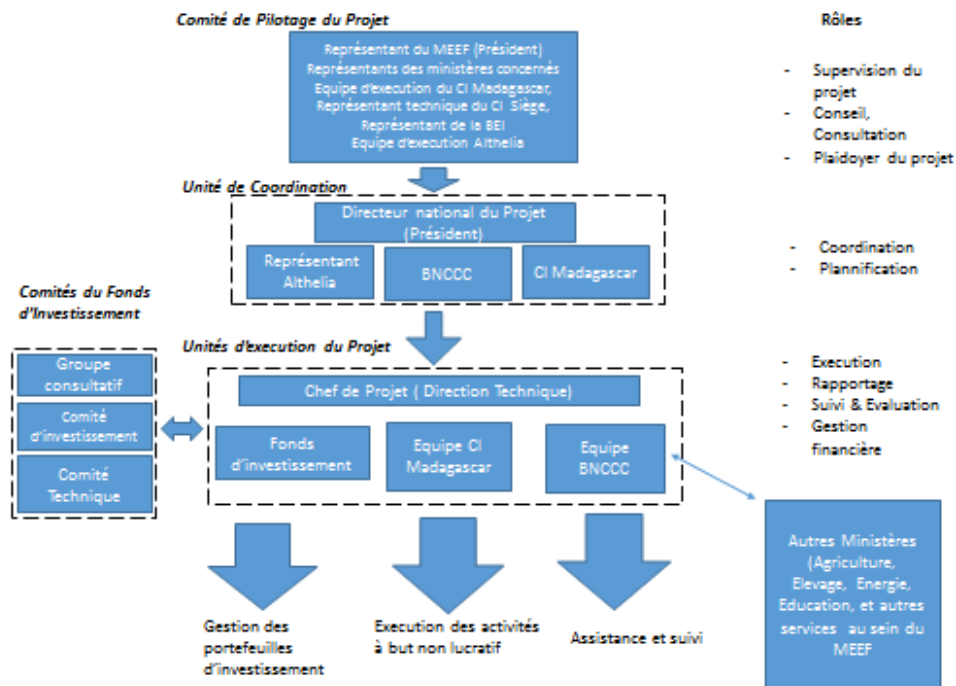 Comité de Pilotage du Projet
Rôles
Représentant du MEEF (Président)
Représentants des ministères concernés
Equipe d'execution du CI Madagascar,
Représentant technique du CI Siège,
Représentant de la BEI
Equipe d'execution Althelia
- Supervision du
projet
- Conseil,
Consultation
- Plaidoyer du projet
Unité de Coordination
Directeur national du Projet
(Président)
Représentant
Althelia
BNCCC
CI Madagascar
- Coordination
- Plannification
Comités du Fonds
d'Investissement
Groupe
consultatif
Comité
d'investissement
Comité
Technique
Unités d'execution du Projet
Chef de Projet ( Direction Technique)
Fonds
d'investissement
Equipe CI
Madagascar
Equipe
BNCCC
- Execution
- Rapportage
- Suivi & Evaluation
- Gestion
financière
Autres Ministères
(Agriculture,
Elevage, Energie,
Education, et autres
services au sein du
MEEF
Gestion des
portefeuilles
d'investissement
Execution des activités
à but non lucratif
Assistance et suivi